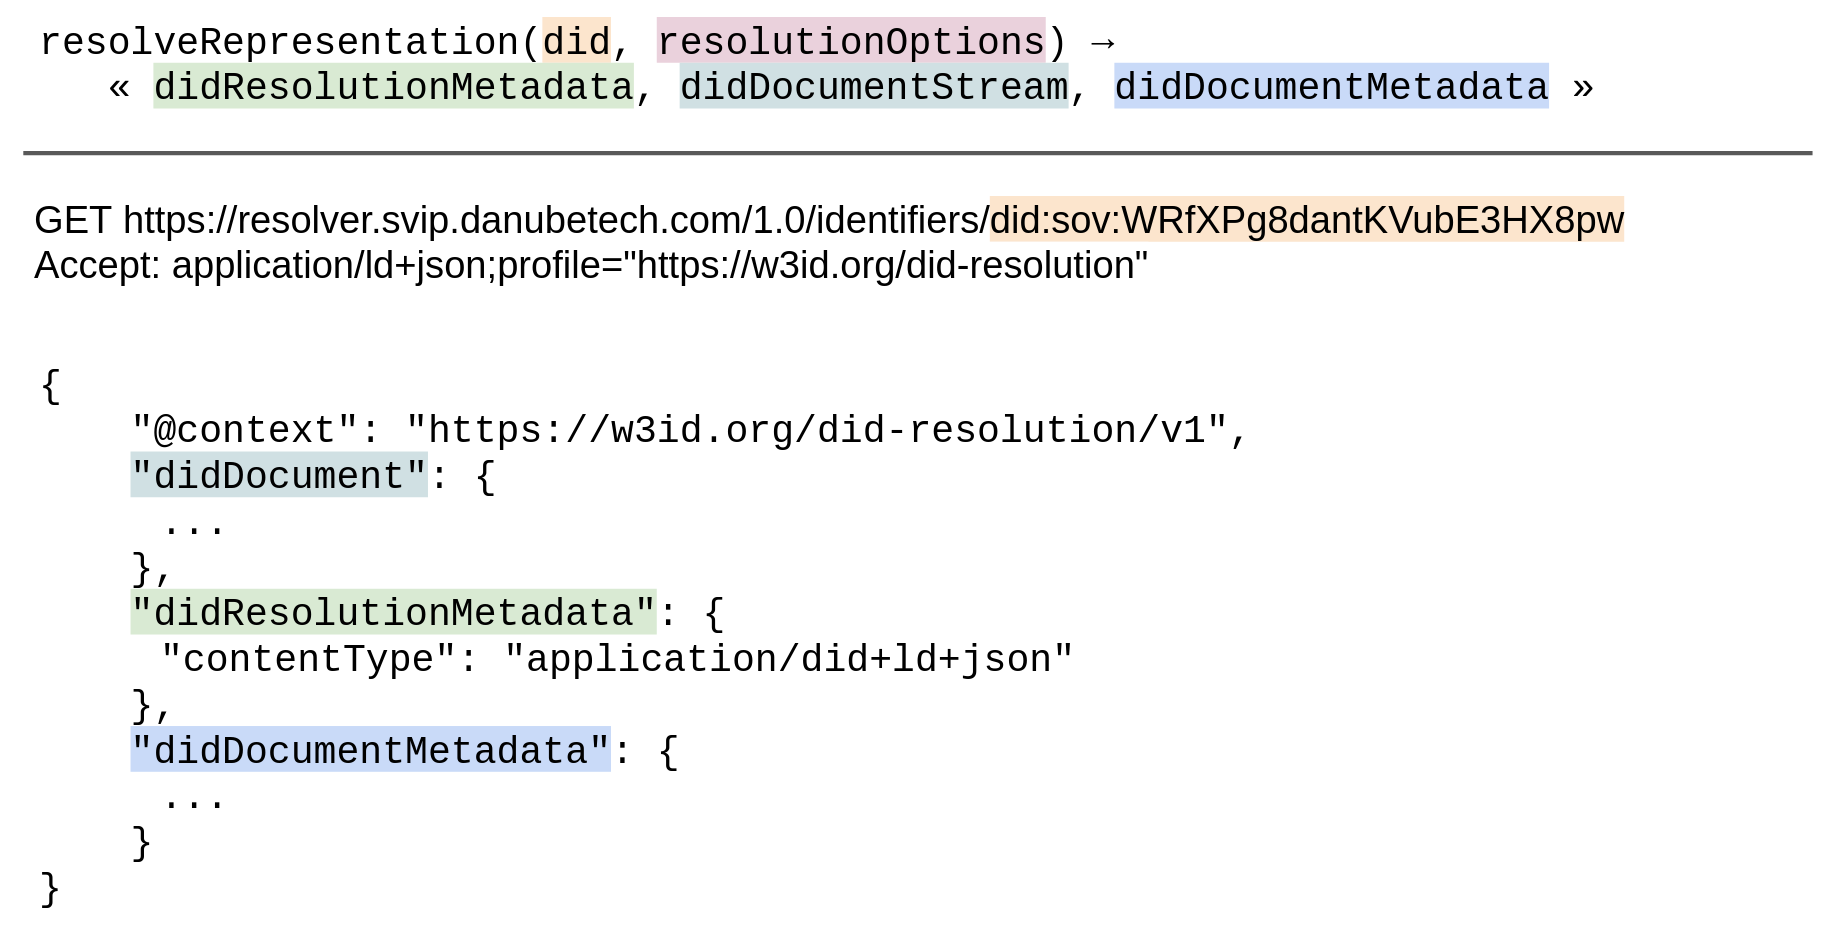 resolveRepresentation(did, resolutionOptions) →
« didResolutionMetadata, didDocumentStream, didDocumentMetadata »
GET https://resolver.svip.danubetech.com/1.0/identifiers/did:sov:WRfXPg8dantKVubE3HX8pw
Accept: application/ld+json;profile="https://w3id.org/did-resolution"
{
"@context": "https://w3id.org/did-resolution/v1",
"didDocument": {
...
},
"didResolutionMetadata": {
"contentType": "application/did+ld+json"
},
"didDocumentMetadata": {
...
}
}